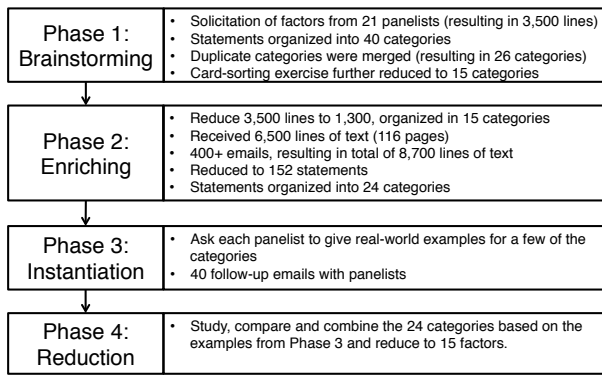 Phase 1:
Brainstorming
• Solicitation of factors from 21 panelists (resulting in 3,500 lines)
• Statements organized into 40 categories
• Duplicate categories were merged (resulting in 26 categories)
• Card-sorting exercise further reduced to 15 categories
Phase 2:
Enriching
• Reduce 3,500 lines to 1,300, organized in 15 categories
• Received 6,500 lines of text (116 pages)
• 400+ emails, resulting in total of 8,700 lines of text
• Reduced to 152 statements
• Statements organized into 24 categories
Phase 3:
Instantiation
• Ask each panelist to give real-world examples for a few of the
categories
• 40 follow-up emails with panelists
Phase 4:
Reduction
• Study, compare and combine the 24 categories based on the
examples from Phase 3 and reduce to 15 factors.